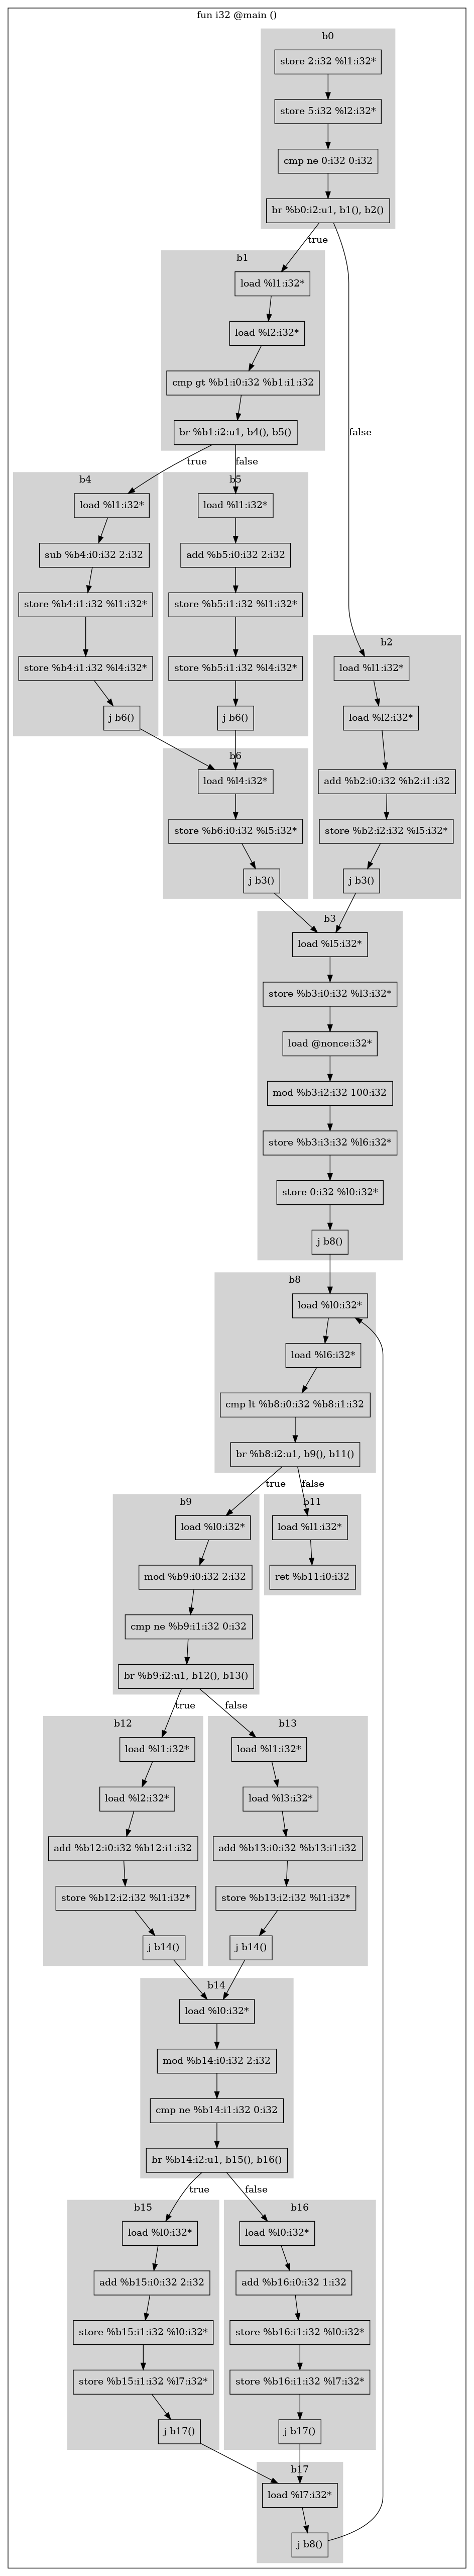 fun i32 @main ()
b0
store 2:i32 %l1:i32*
store 5:i32 %l2:i32*
cmp ne 0:i32 0:i32
br %b0:i2:u1, b1(), b2()
true
false
b1
load %l1:i32*
load %l2:i32*
cmp gt %b1:i0:i32 %b1:i1:i32
br %b1:i2:u1, b4(), b5()
true
false
b4
load %l1:i32*
sub %b4:i0:i32 2:i32
store %b4:i1:i32 %l1:i32*
store %b4:i1:i32 %l4:i32*
j b6()
b5
load %l1:i32*
add %b5:i0:i32 2:i32
store %b5:i1:i32 %l1:i32*
store %b5:i1:i32 %l4:i32*
j b6()
b2
load %l1:i32*
load %l2:i32*
add %b2:i0:i32 %b2:i1:i32
store %b2:i2:i32 %l5:i32*
j b3()
b6
load %l4:i32*
store %b6:i0:i32 %l5:i32*
j b3()
b3
load %l5:i32*
store %b3:i0:i32 %l3:i32*
load @nonce:i32*
mod %b3:i2:i32 100:i32
store %b3:i3:i32 %l6:i32*
store 0:i32 %l0:i32*
j b8()
b8
load %l0:i32*
load %l6:i32*
cmp lt %b8:i0:i32 %b8:i1:i32
br %b8:i2:u1, b9(), b11()
true
false
b9
load %l0:i32*
mod %b9:i0:i32 2:i32
cmp ne %b9:i1:i32 0:i32
br %b9:i2:u1, b12(), b13()
b11
load %l1:i32*
ret %b11:i0:i32
true
false
b12
load %l1:i32*
load %l2:i32*
add %b12:i0:i32 %b12:i1:i32
store %b12:i2:i32 %l1:i32*
j b14()
b13
load %l1:i32*
load %l3:i32*
add %b13:i0:i32 %b13:i1:i32
store %b13:i2:i32 %l1:i32*
j b14()
b14
load %l0:i32*
mod %b14:i0:i32 2:i32
cmp ne %b14:i1:i32 0:i32
br %b14:i2:u1, b15(), b16()
true
false
b15
load %l0:i32*
add %b15:i0:i32 2:i32
store %b15:i1:i32 %l0:i32*
store %b15:i1:i32 %l7:i32*
j b17()
b16
load %l0:i32*
add %b16:i0:i32 1:i32
store %b16:i1:i32 %l0:i32*
store %b16:i1:i32 %l7:i32*
j b17()
b17
load %l7:i32*
j b8()